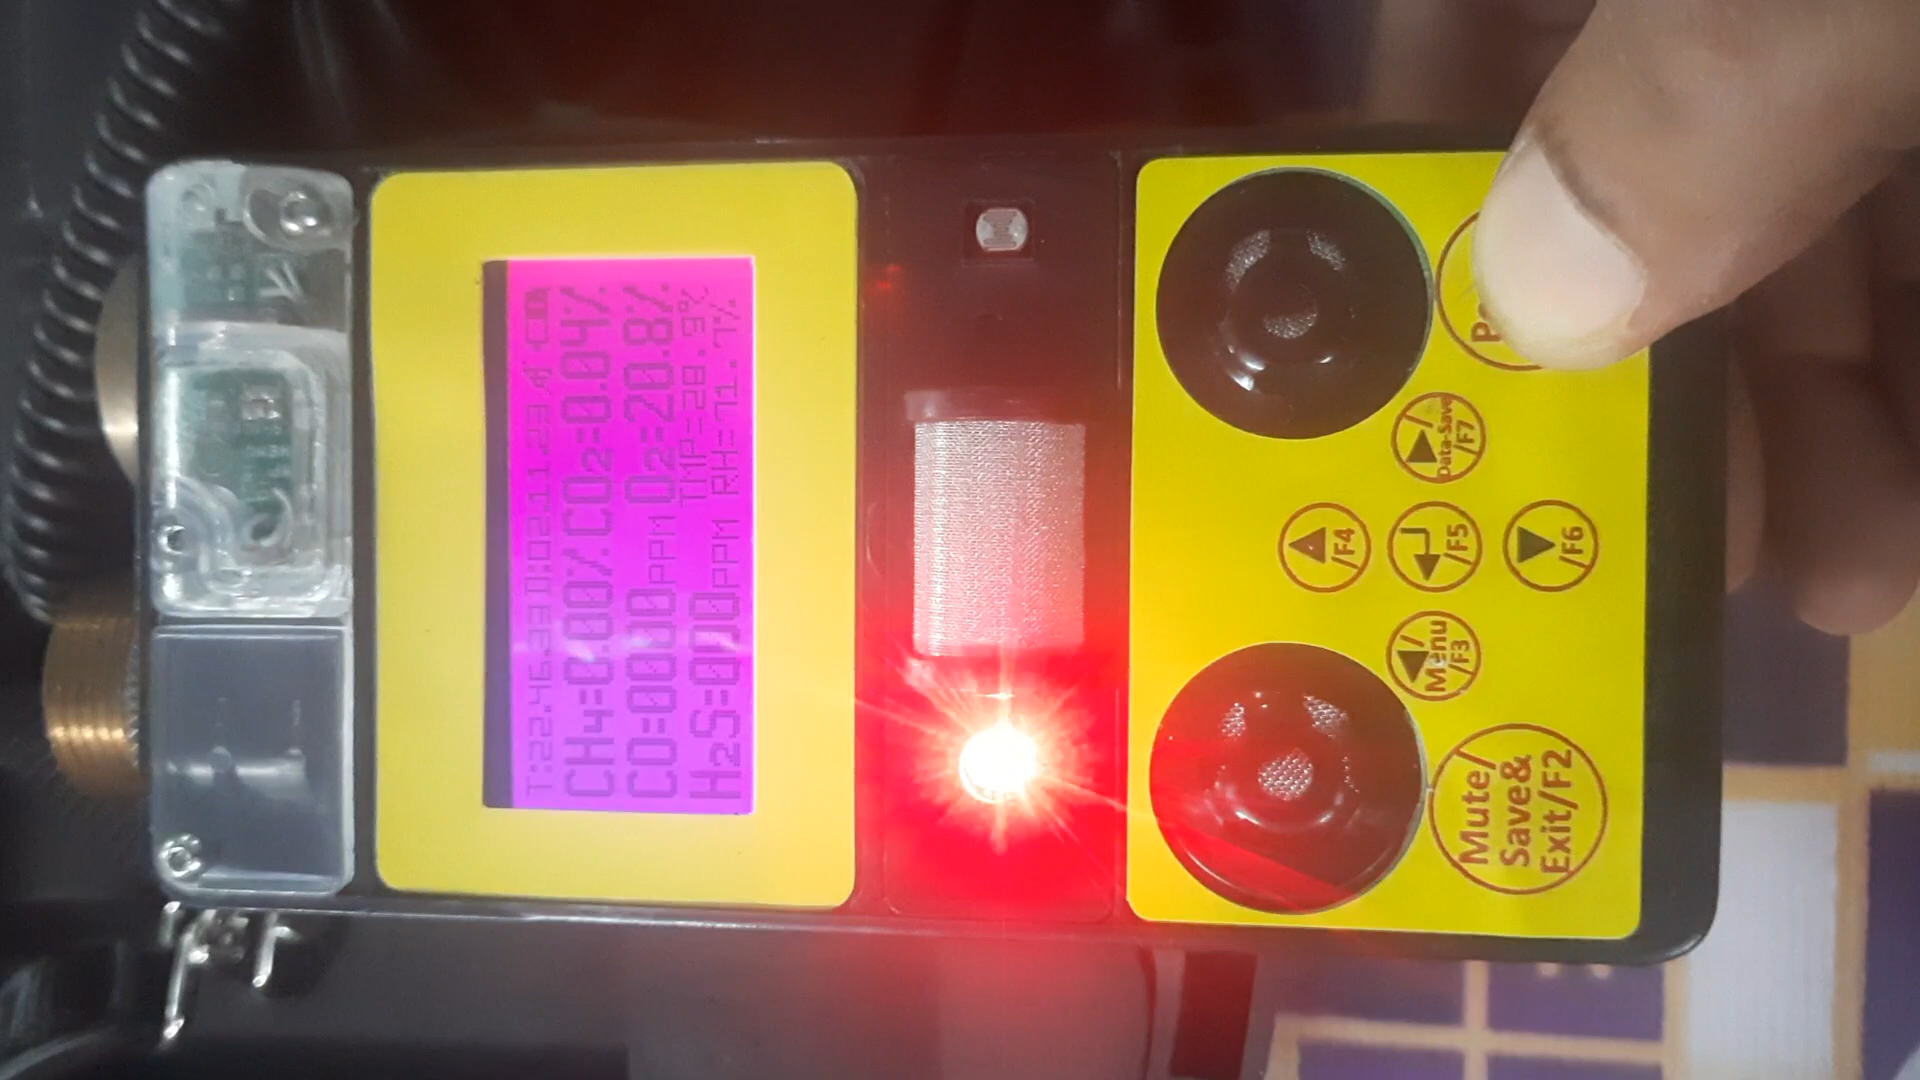 T:22.46.33 D:02.11.23
CH₄=0.00% CO₂=0.04%
CO=0000PPM O₂=20.8%
H₂S=000PPM
TMP=28.9℃
RH=71.7%
Mute/
Save&
Exit/F2
Menu
/F3
/F4
/F5
/F6
Data-Save
/F7